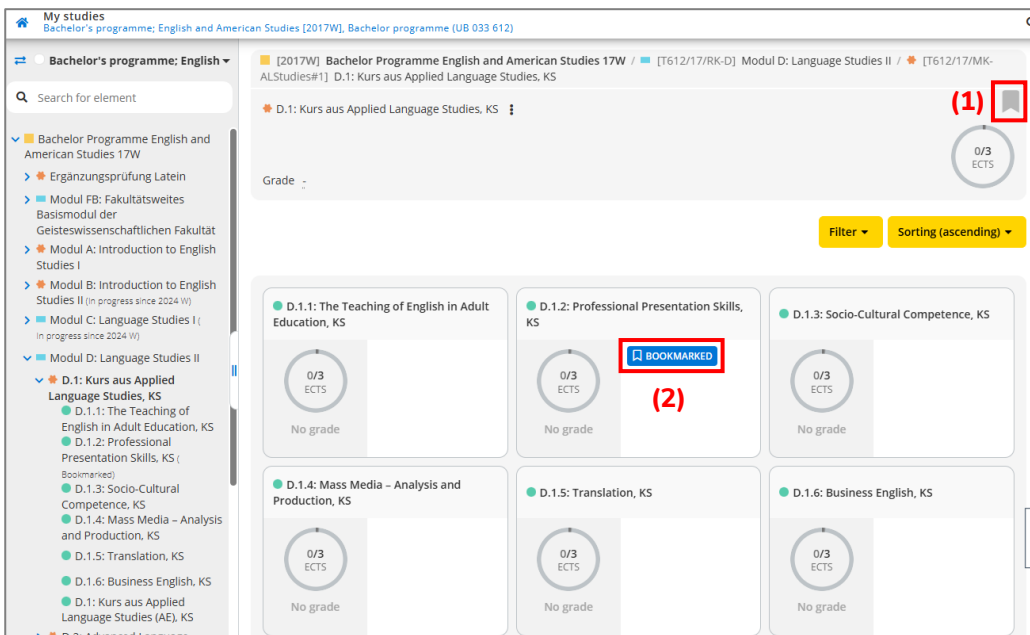 My studies
Bachelor's programme; English and American Studies [2017W], Bachelor programme (UB 033 612)
Bachelor's programme; English
Search for element
Bachelor Programme English and
American Studies 17W
Ergänzungsprüfung Latein
Modul FB: Fakultätsweites
Basismodul der
Geisteswissenschaftlichen Fakultät
Modul A: Introduction to English
Studies I
Modul B: Introduction to English
Studies II (in progress since 2024 W)
Modul C: Language Studies I (
in progress since 2024 W)
Modul D: Language Studies II
D.1: Kurs aus Applied
Language Studies, KS
D.1.1: The Teaching of
English in Adult Education, KS
D.1.2: Professional
Presentation Skills, KS (
Bookmarked)
D.1.3: Socio-Cultural
Competence, KS
D.1.4: Mass Media – Analysis
and Production, KS
D.1.5: Translation, KS
D.1.6: Business English, KS
D.1: Kurs aus Applied
Language Studies (AE), KS
[2017W] Bachelor Programme English and American Studies 17W / [T612/17/RK-D] Modul D: Language Studies II / [T612/17/MK-
ALStudies#1] D.1: Kurs aus Applied Language Studies, KS
(1)
D.1: Kurs aus Applied Language Studies, KS
0/3
ECTS
Grade -
Filter
Sorting (ascending)
D.1.1: The Teaching of English in Adult
Education, KS
0/3
ECTS
No grade
D.1.2: Professional Presentation Skills,
KS
BOOKMARKED
0/3
ECTS
(2)
No grade
D.1.3: Socio-Cultural Competence, KS
0/3
ECTS
No grade
D.1.4: Mass Media – Analysis and
Production, KS
0/3
ECTS
No grade
D.1.5: Translation, KS
0/3
ECTS
No grade
D.1.6: Business English, KS
0/3
ECTS
No grade